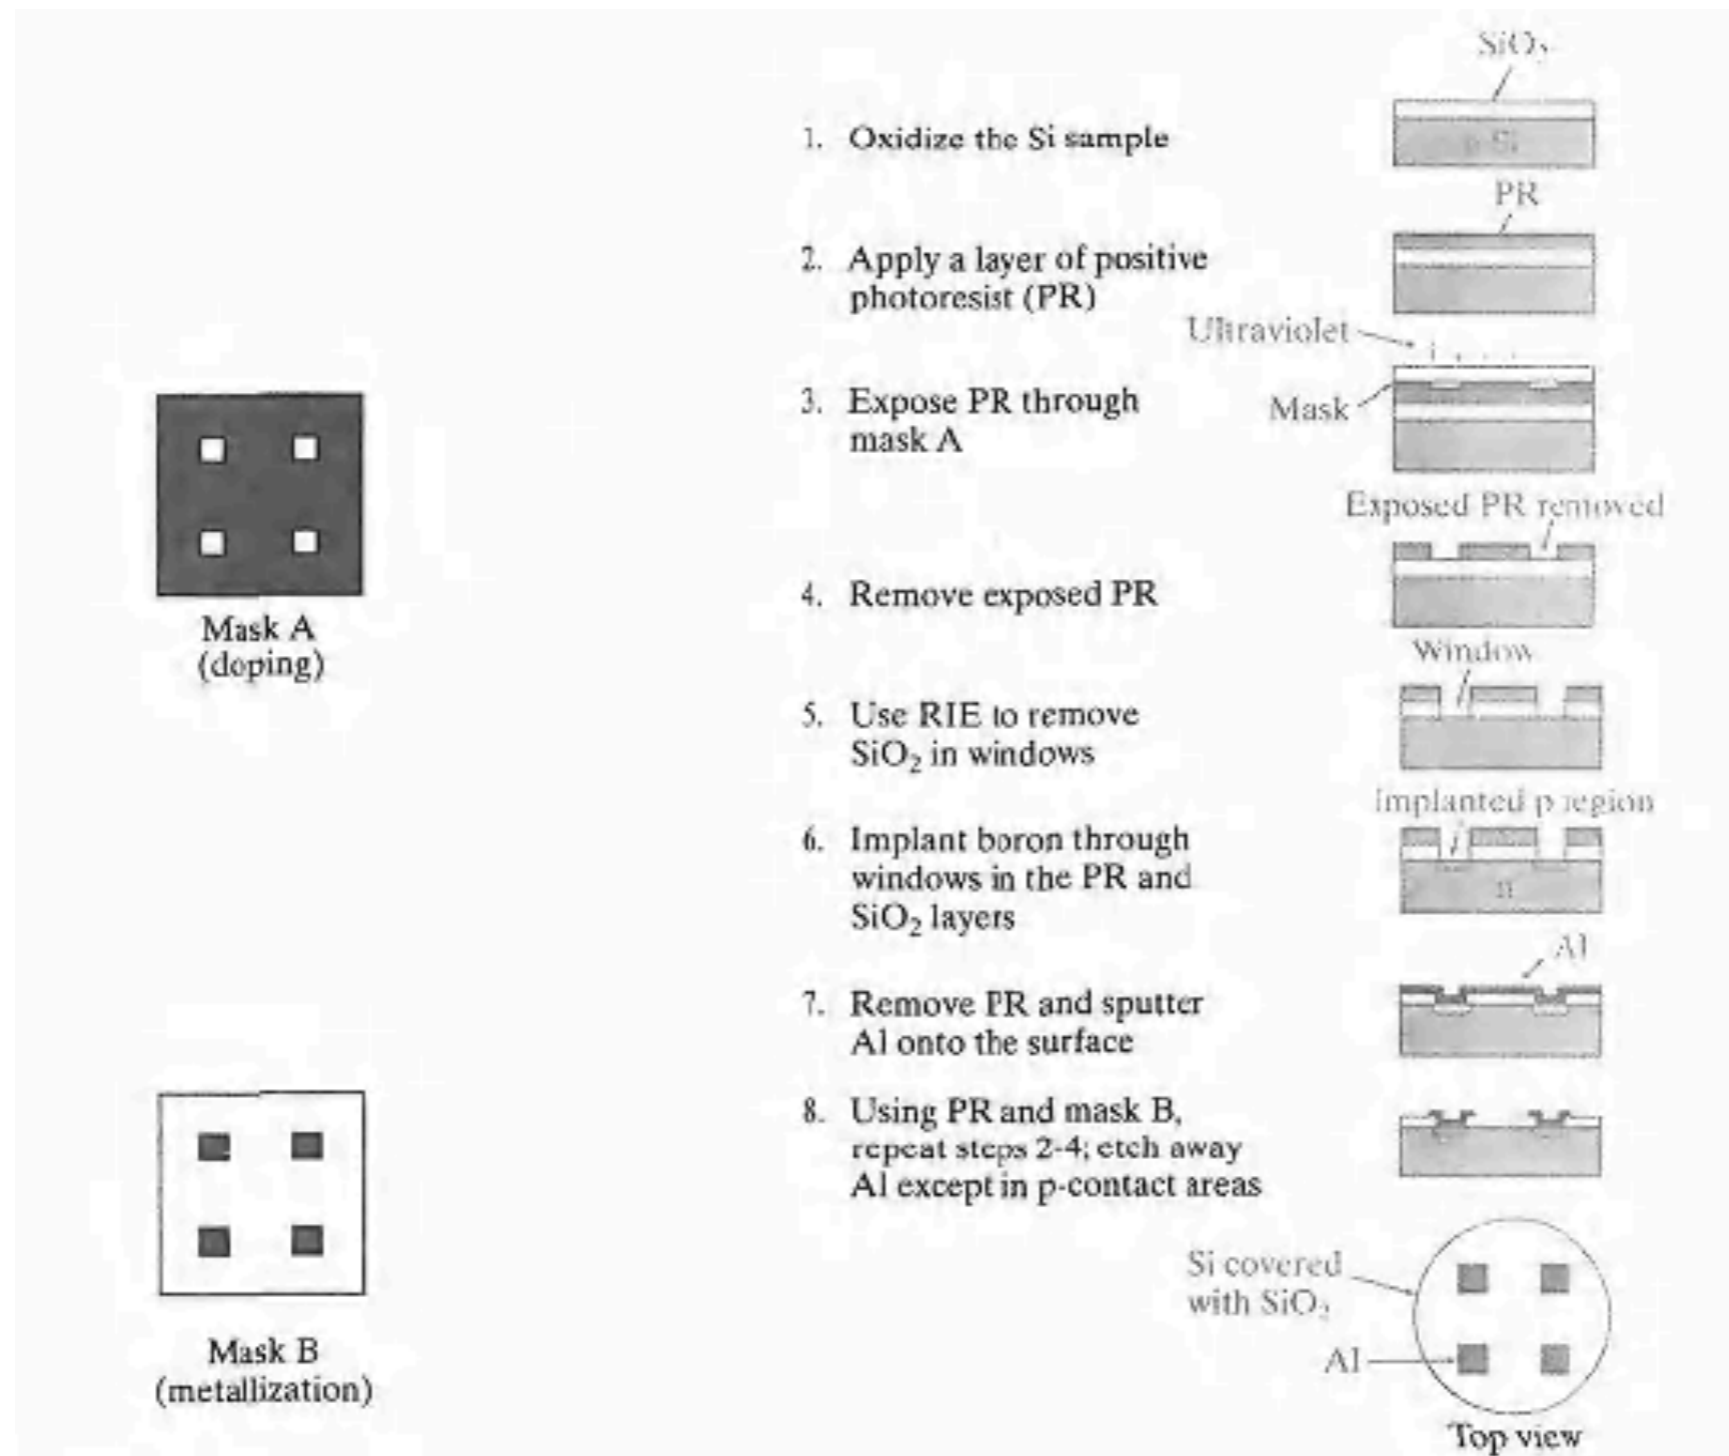 SiO₂
1. Oxidize the Si sample
PR
2. Apply a layer of positive
photoresist (PR)
Ultraviolet
Mask
3. Expose PR through
mask A
Mask A
(doping)
Exposed PR removed
4. Remove exposed PR
Window
5. Use RIE to remove
SiO₂ in windows
Implanted p region
6. Implant boron through
windows in the PR and
SiO₂ layers
n
Al
7. Remove PR and sputter
Al onto the surface
8. Using PR and mask B,
repeat steps 2-4; etch away
Al except in p-contact areas
Mask B
(metallization)
Si covered
with SiO₂
Al
Top view